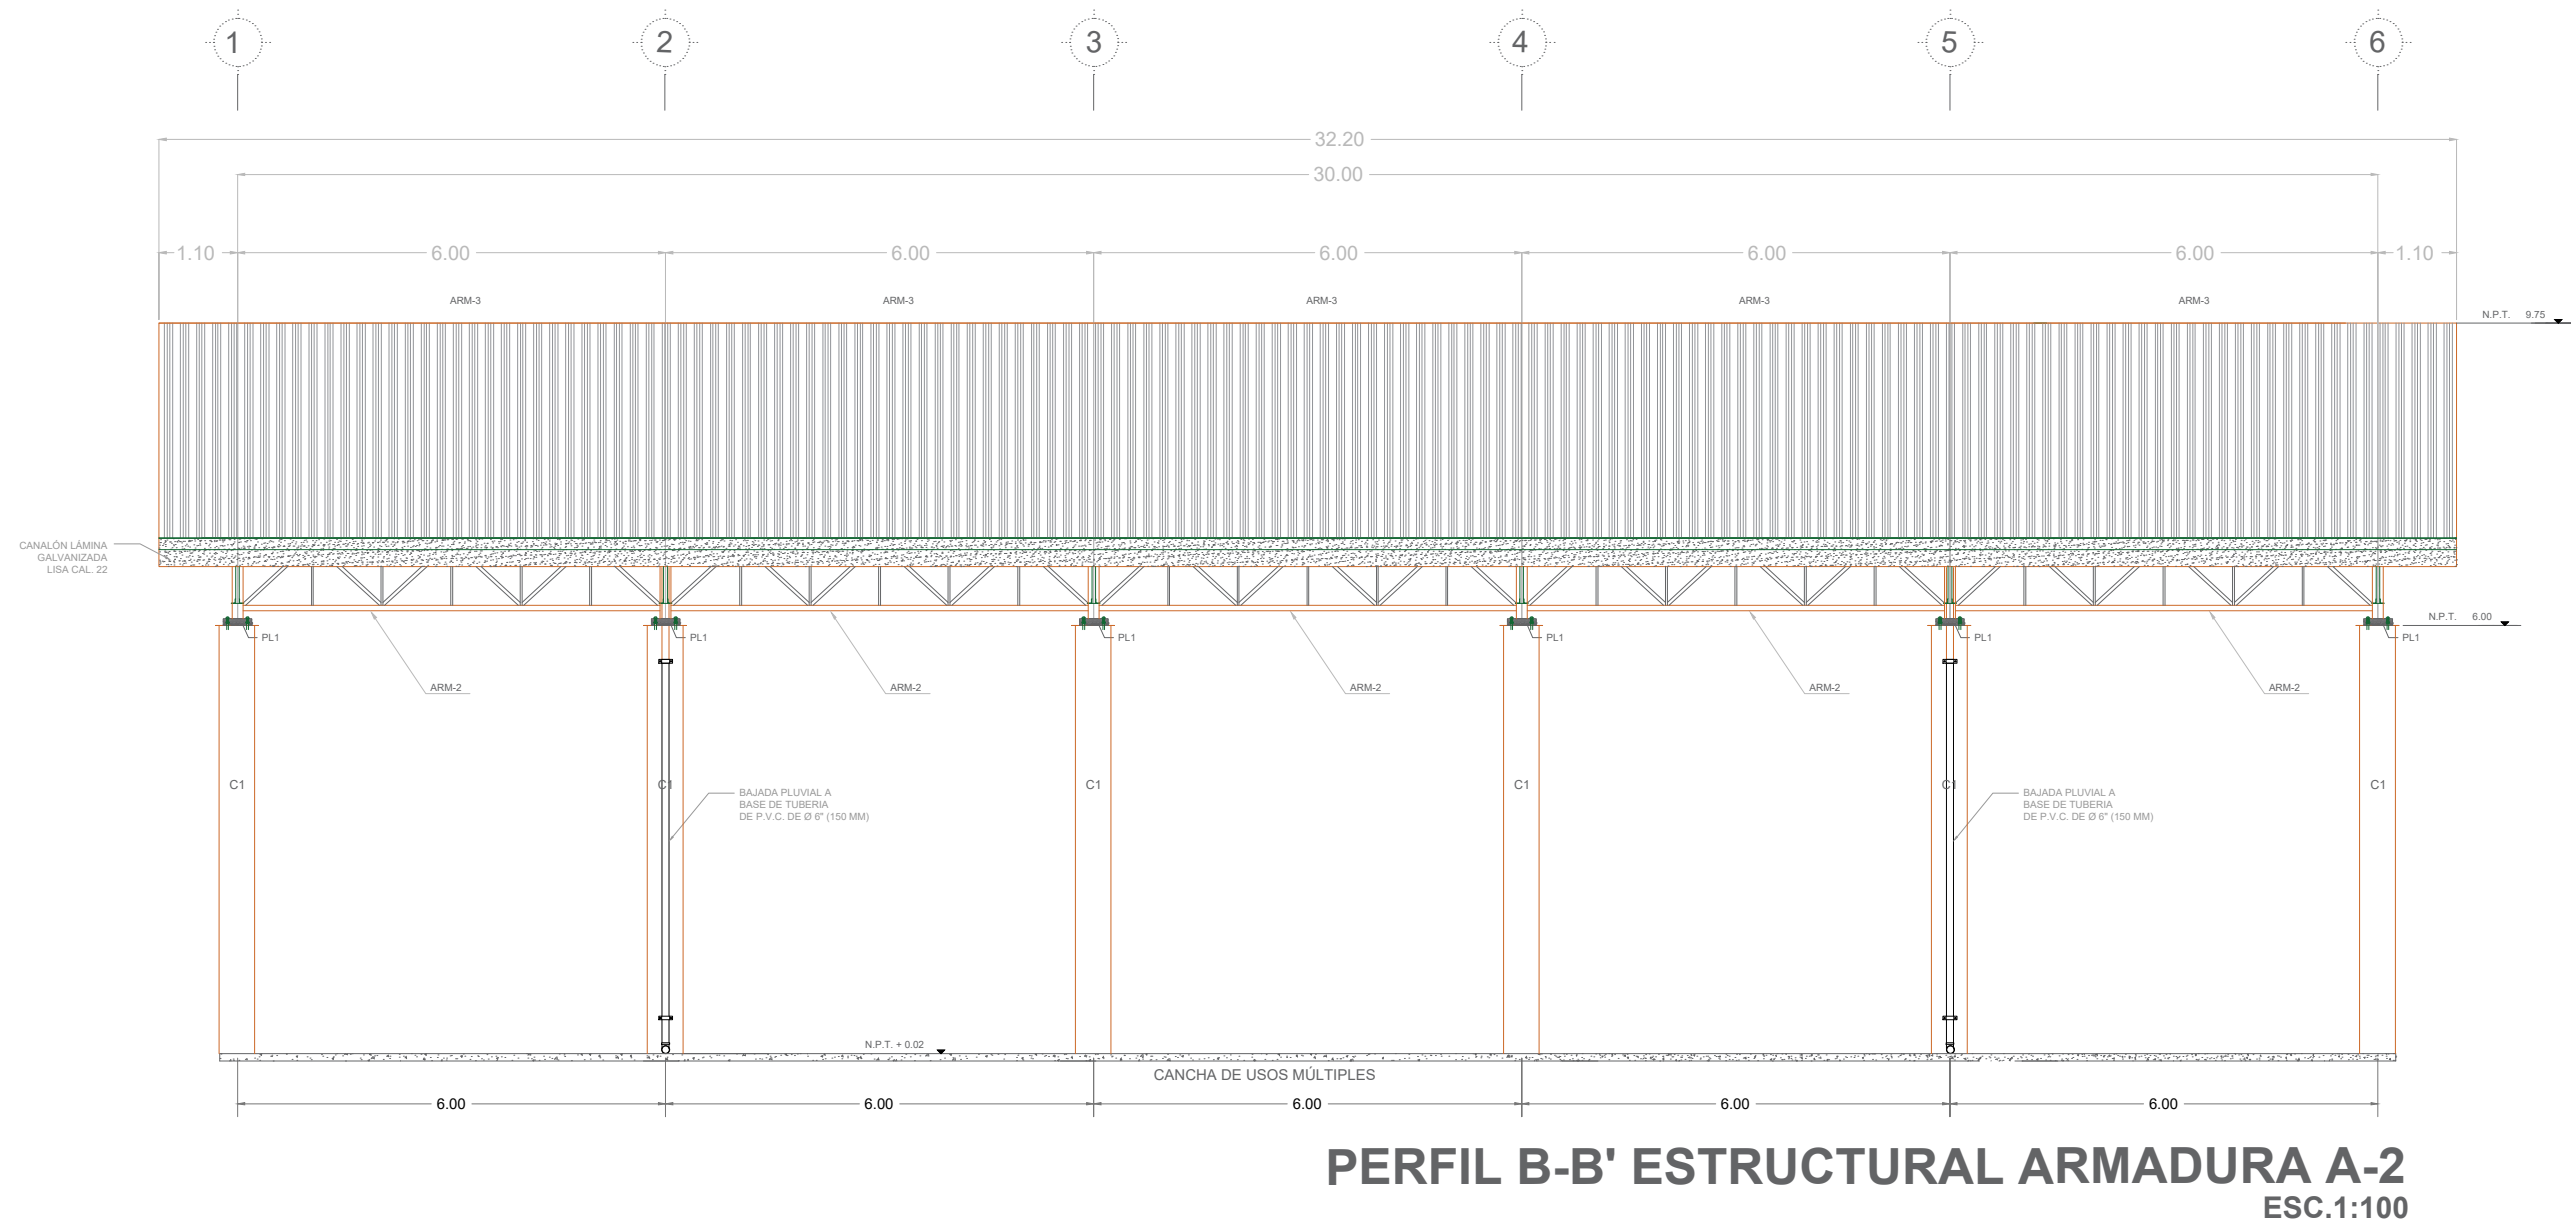 1 2 3 4 5 6
32.20
30.00
1.10 6.00 6.00 6.00 6.00 6.00 1.10
ARM-3 ARM-3 ARM-3 ARM-3 ARM-3
N.P.T. 9.75
CANALÓN LÁMINA
GALVANIZADA
LISA CAL. 22
N.P.T. 6.00
PL1 PL1 PL1 PL1 PL1 PL1
ARM-2 ARM-2 ARM-2 ARM-2 ARM-2
C1 C1 C1 C1 C1 C1
BAJADA PLUVIAL A
BASE DE TUBERIA
DE P.V.C. DE Ø 6" (150 MM)
BAJADA PLUVIAL A
BASE DE TUBERIA
DE P.V.C. DE Ø 6" (150 MM)
N.P.T. + 0.02
CANCHA DE USOS MÚLTIPLES
6.00 6.00 6.00 6.00 6.00
PERFIL B-B' ESTRUCTURAL ARMADURA A-2
ESC.1:100